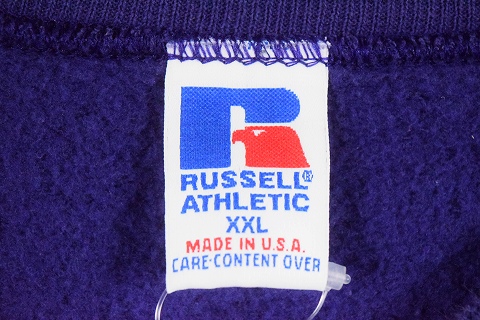 RUSSELL®
ATHLETIC
XXL
MADE IN U.S.A.
CARE·CONTENT OVER